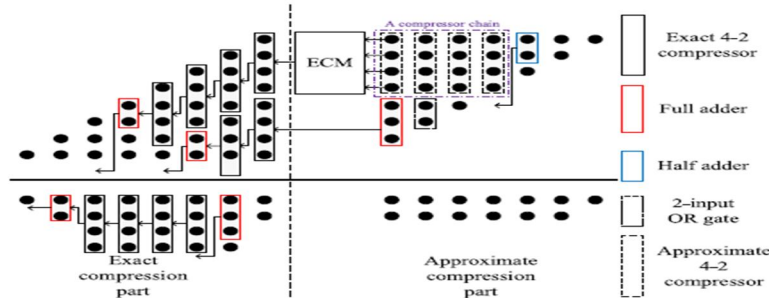 A compressor chain
ECM
Exact 4-2
compressor
Full adder
Half adder
2-input
OR gate
Approximate
4-2
compressor
Exact
compression
part
Approximate
compression
part